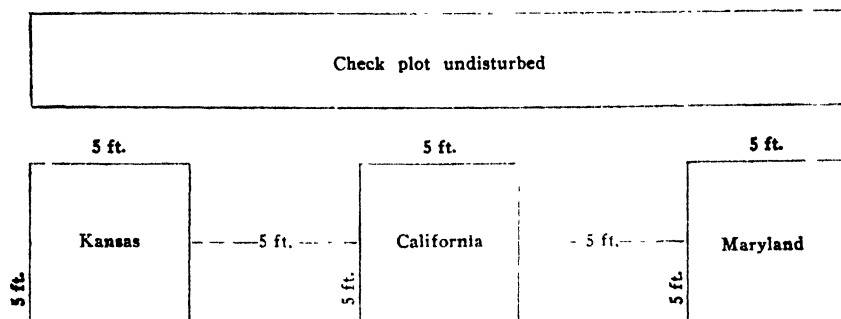 Check plot undisturbed
5 ft. 5 ft. 5 ft.
Kansas 5 ft. California 5 ft. Maryland
5 ft. 5 ft. 5 ft.